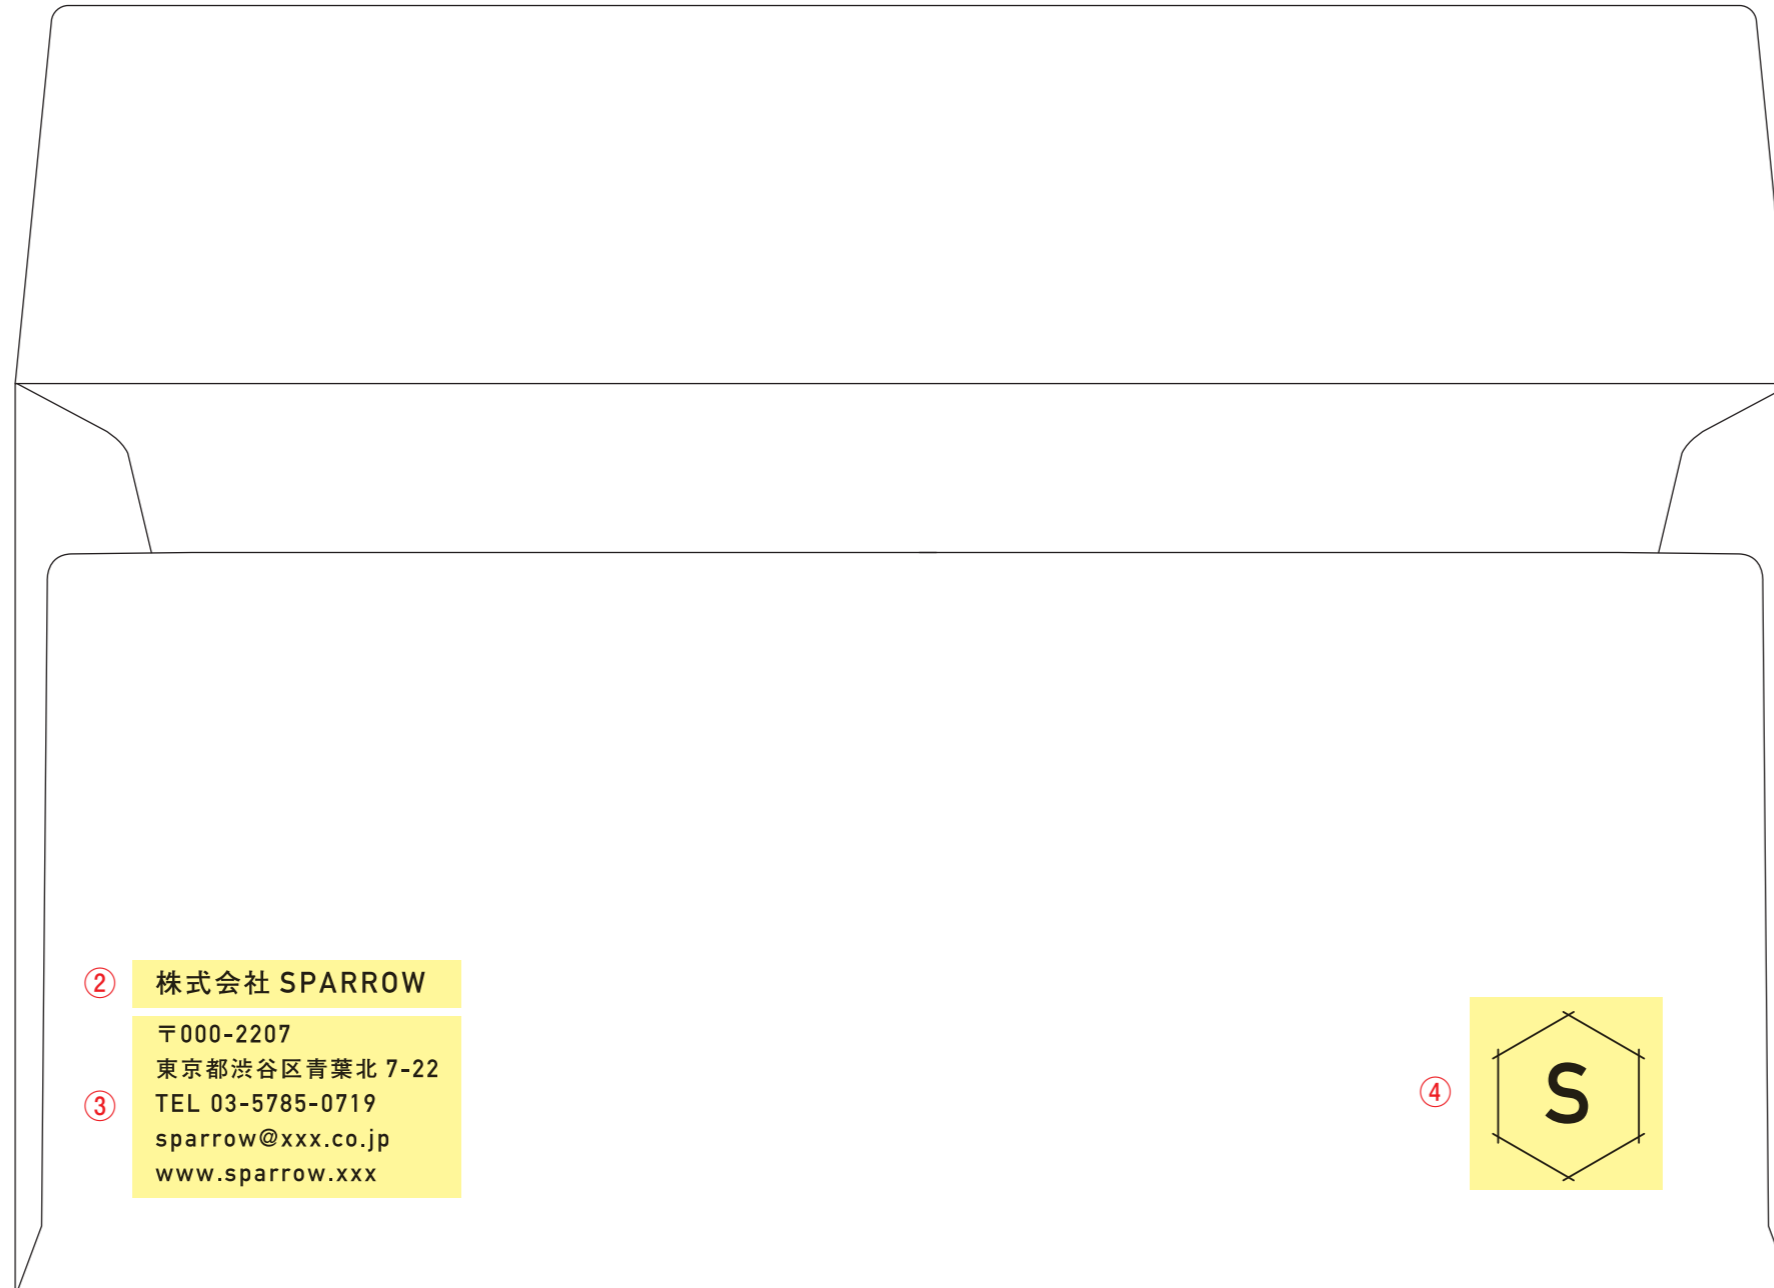 ② 株式会社 SPARROW
〒000-2207
東京都渋谷区青葉北 7-22
③ TEL 03-5785-0719
sparrow@xxx.co.jp
www.sparrow.xxx
④ S